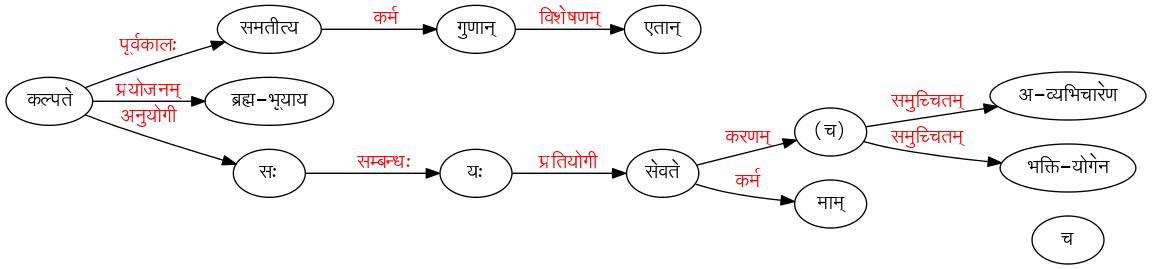 समतीत्य
कर्म
गुणान्
विशेषणम्
एतान्
पूर्वकालः
कल्पते
प्रयोजनम्
ब्रह्म-भूयाय
अनुयोगी
सः
सम्बन्धः
यः
प्रतियोगी
सेवते
करणम्
(च)
समुच्चितम्
अ-व्यभिचारेण
समुच्चितम्
भक्ति-योगेन
कर्म
माम्
च